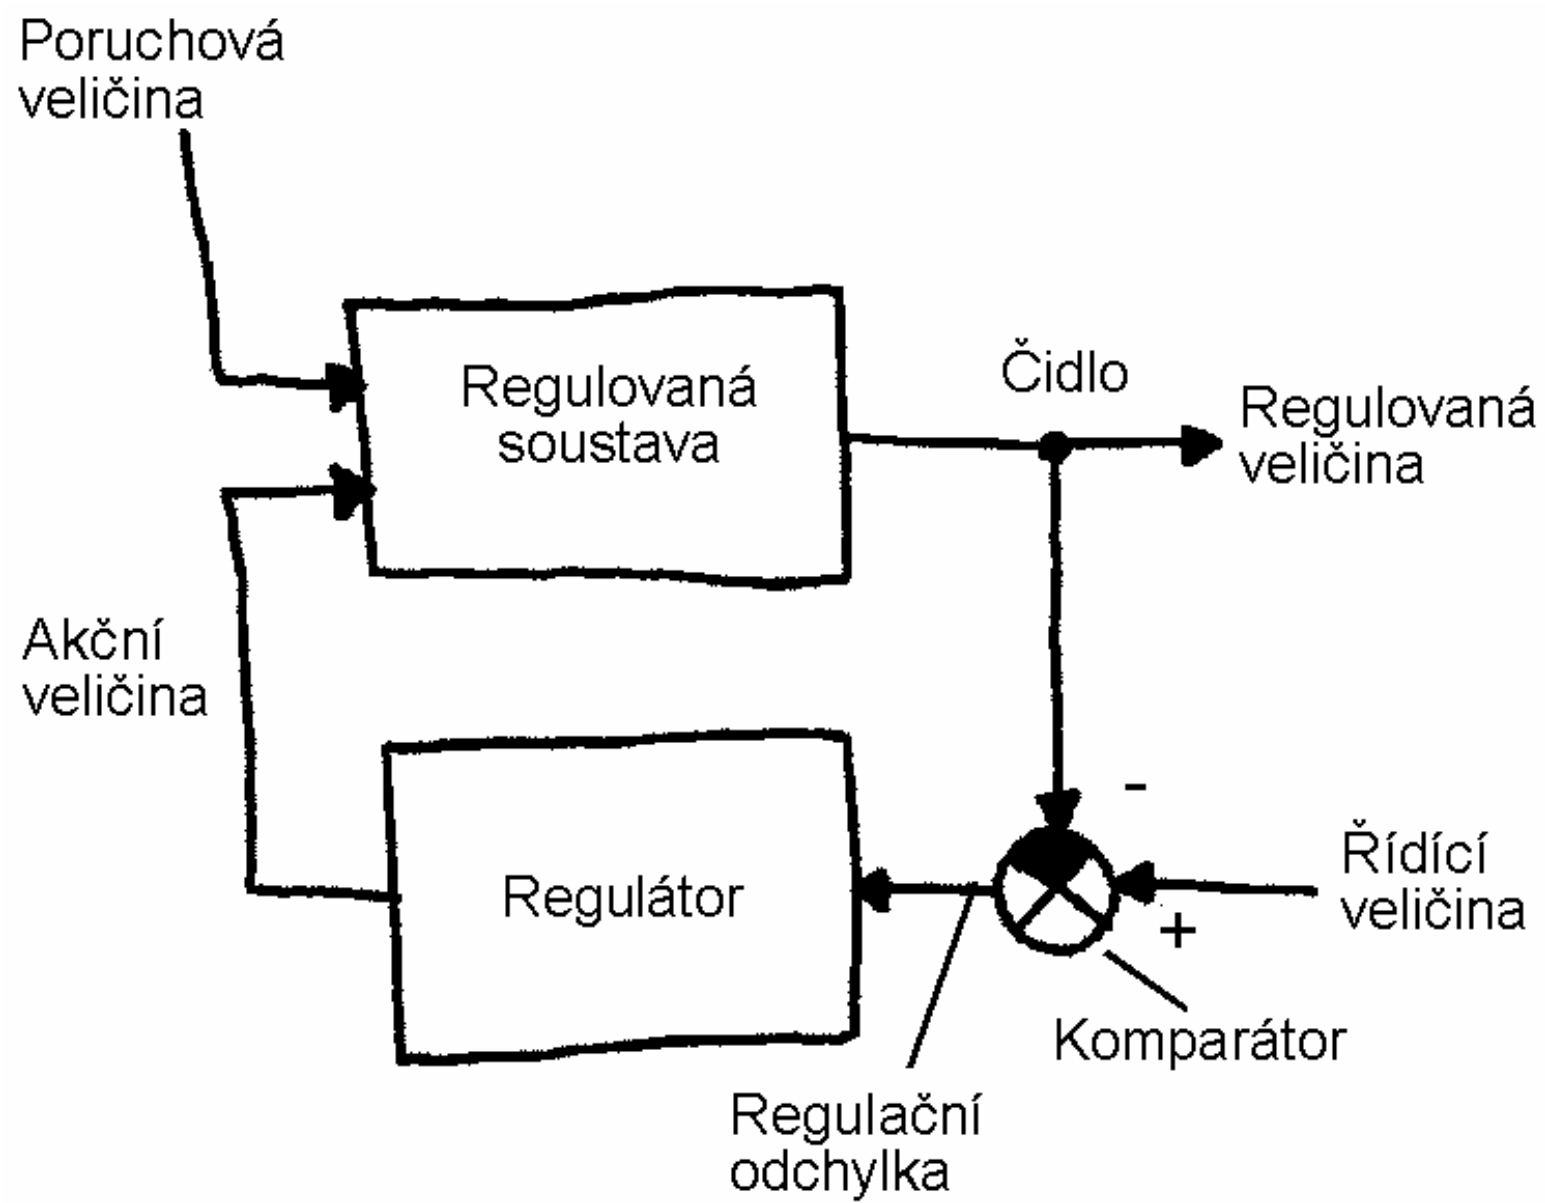 Poruchová
veličina
Regulovaná
soustava
Čidlo
Regulovaná
veličina
Akční
veličina
-
Regulátor
Řídící
veličina
+
Komparátor
Regulační
odchylka